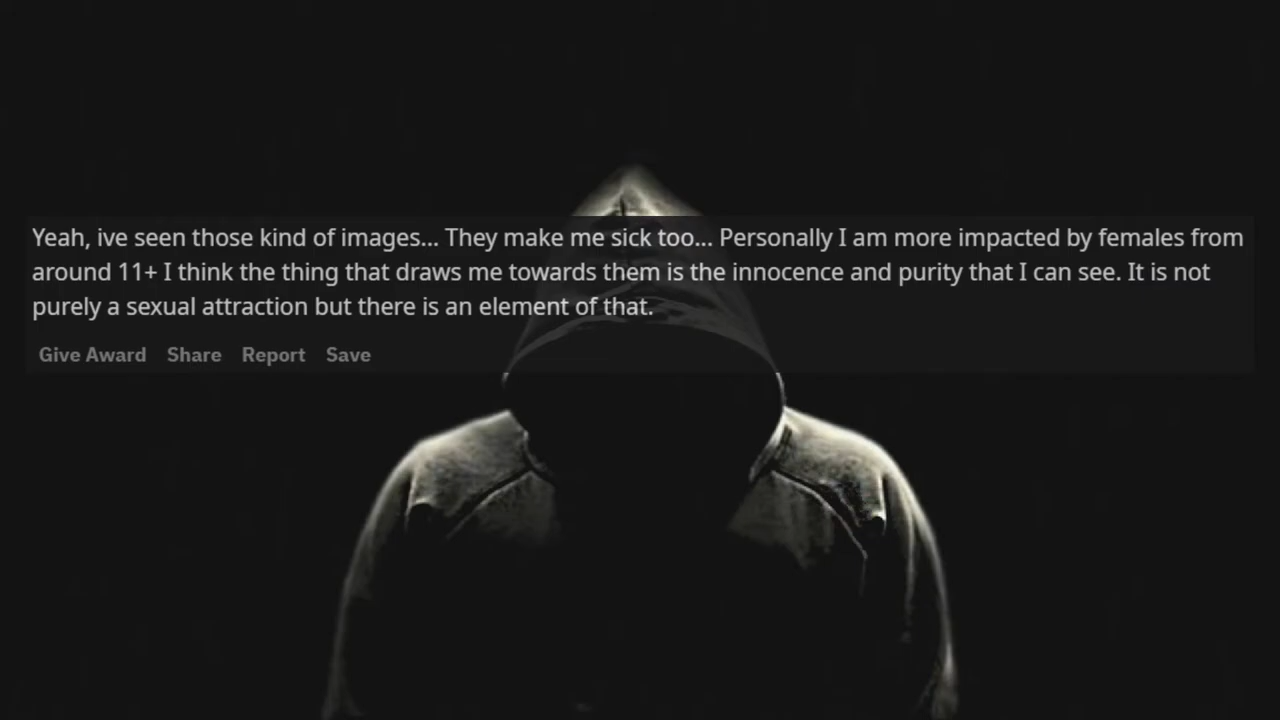 Yeah, ive seen those kind of images... They make me sick too... Personally I am more impacted by females from
around 11+ I think the thing that draws me towards them is the innocence and purity that I can see. It is not
purely a sexual attraction but there is an element of that.
Give Award Share Report Save